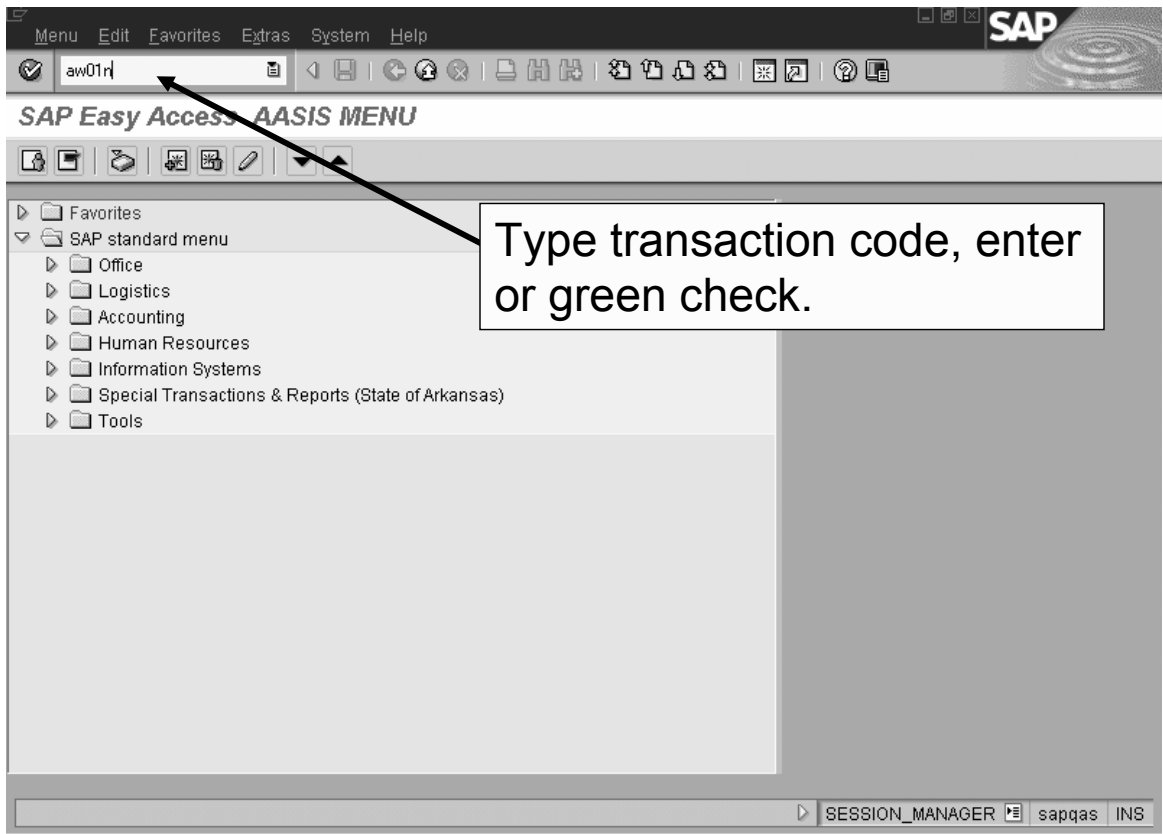 Menu Edit Favorites Extras System Help
SAP
aw01n
SAP Easy Access AASIS MENU
Favorites
SAP standard menu
Office
Logistics
Accounting
Human Resources
Information Systems
Special Transactions & Reports (State of Arkansas)
Tools
Type transaction code, enter
or green check.
SESSION_MANAGER sapqas INS